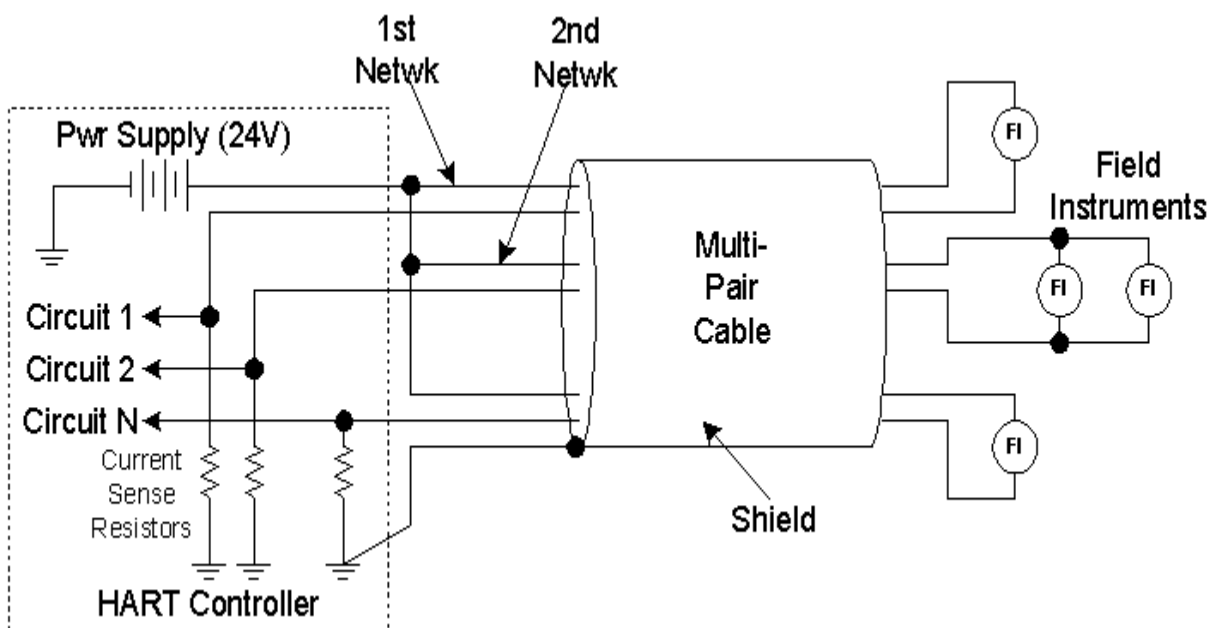 1st
Netwk
2nd
Netwk
Pwr Supply (24V)
FI
Field
Instruments
Multi-
Pair
Cable
FI
FI
Circuit 1
Circuit 2
Circuit N
Current
Sense
Resistors
FI
Shield
HART Controller